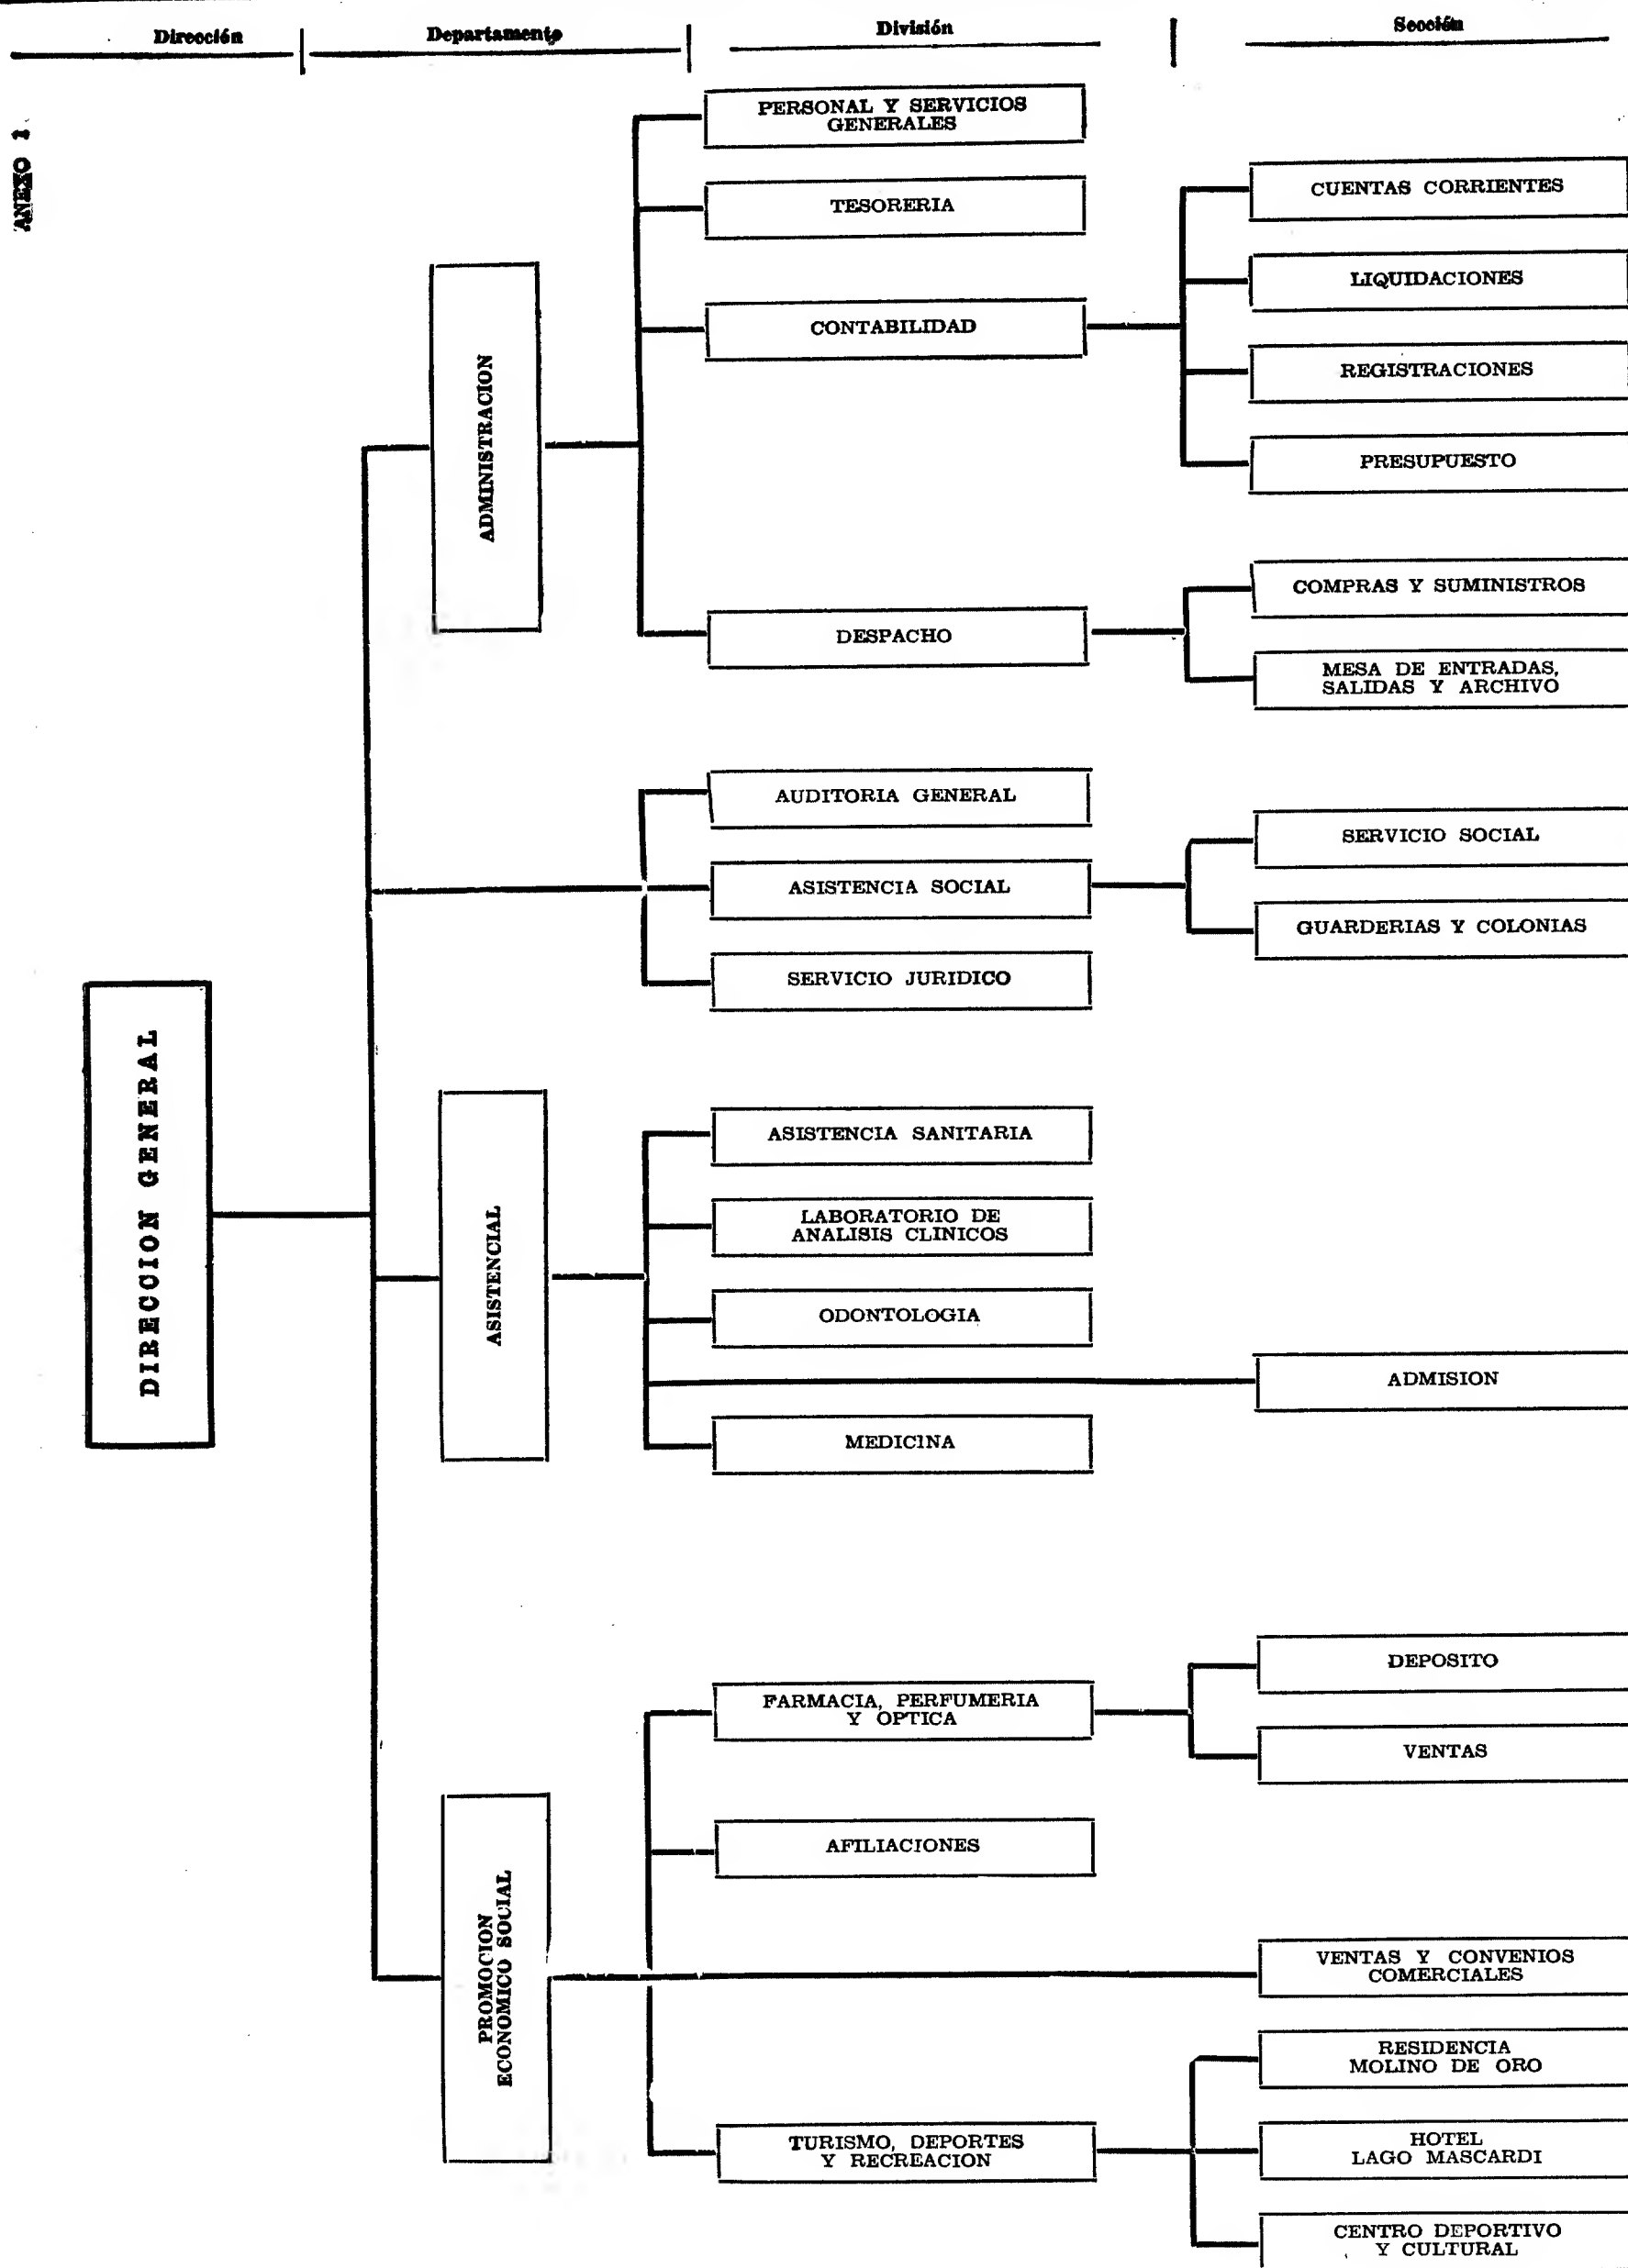 Dirección
Departamento
División
Sección
ANEXO 1
PERSONAL Y SERVICIOS
GENERALES
TESORERIA
CUENTAS CORRIENTES
LIQUIDACIONES
CONTABILIDAD
REGISTRACIONES
PRESUPUESTO
ADMINISTRACION
COMPRAS Y SUMINISTROS
DESPACHO
MESA DE ENTRADAS,
SALIDAS Y ARCHIVO
AUDITORIA GENERAL
SERVICIO SOCIAL
ASISTENCIA SOCIAL
GUARDERIAS Y COLONIAS
SERVICIO JURIDICO
DIRECCION GENERAL
ASISTENCIAL
ASISTENCIA SANITARIA
LABORATORIO DE
ANALISIS CLINICOS
ODONTOLOGIA
ADMISION
MEDICINA
DEPOSITO
FARMACIA, PERFUMERIA
Y OPTICA
VENTAS
AFILIACIONES
PROMOCION
ECONOMICO SOCIAL
VENTAS Y CONVENIOS
COMERCIALES
RESIDENCIA
MOLINO DE ORO
TURISMO, DEPORTES
Y RECREACION
HOTEL
LAGO MASCARDI
CENTRO DEPORTIVO
Y CULTURAL